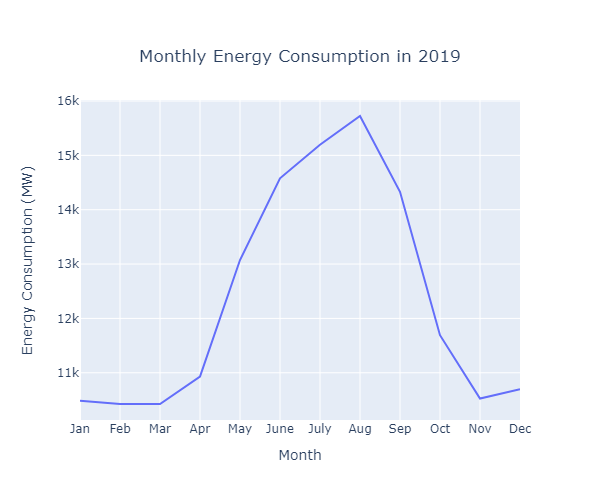 Monthly Energy Consumption in 2019
16k
15k
14k
13k
12k
11k
Energy Consumption (MW)
Jan Feb Mar Apr May June July Aug Sep Oct Nov Dec
Month